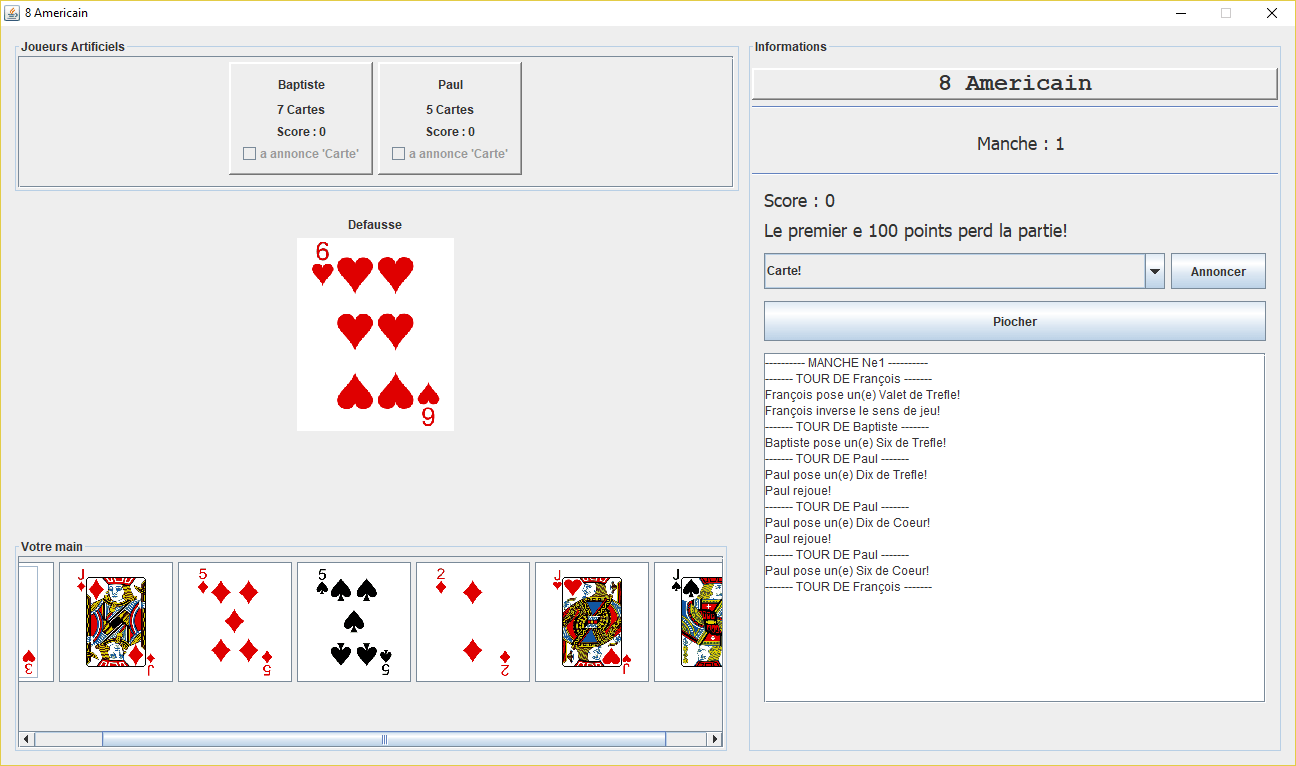 8 Americain
Joueurs Artificiels
Baptiste
7 Cartes
Score : 0
a annonce 'Carte'
Paul
5 Cartes
Score : 0
a annonce 'Carte'
Defausse
6
6
Votre main
3
J
J
5
5
5
5
2
2
J
J
J
Informations
8 Americain
Manche : 1
Score : 0
Le premier e 100 points perd la partie!
Carte!
Annoncer
Piocher
---------- MANCHE Ne1 ----------
------- TOUR DE François -------
François pose un(e) Valet de Trefle!
François inverse le sens de jeu!
------- TOUR DE Baptiste -------
Baptiste pose un(e) Six de Trefle!
------- TOUR DE Paul -------
Paul pose un(e) Dix de Trefle!
Paul rejoue!
------- TOUR DE Paul -------
Paul pose un(e) Dix de Coeur!
Paul rejoue!
------- TOUR DE Paul -------
Paul pose un(e) Six de Coeur!
------- TOUR DE François -------